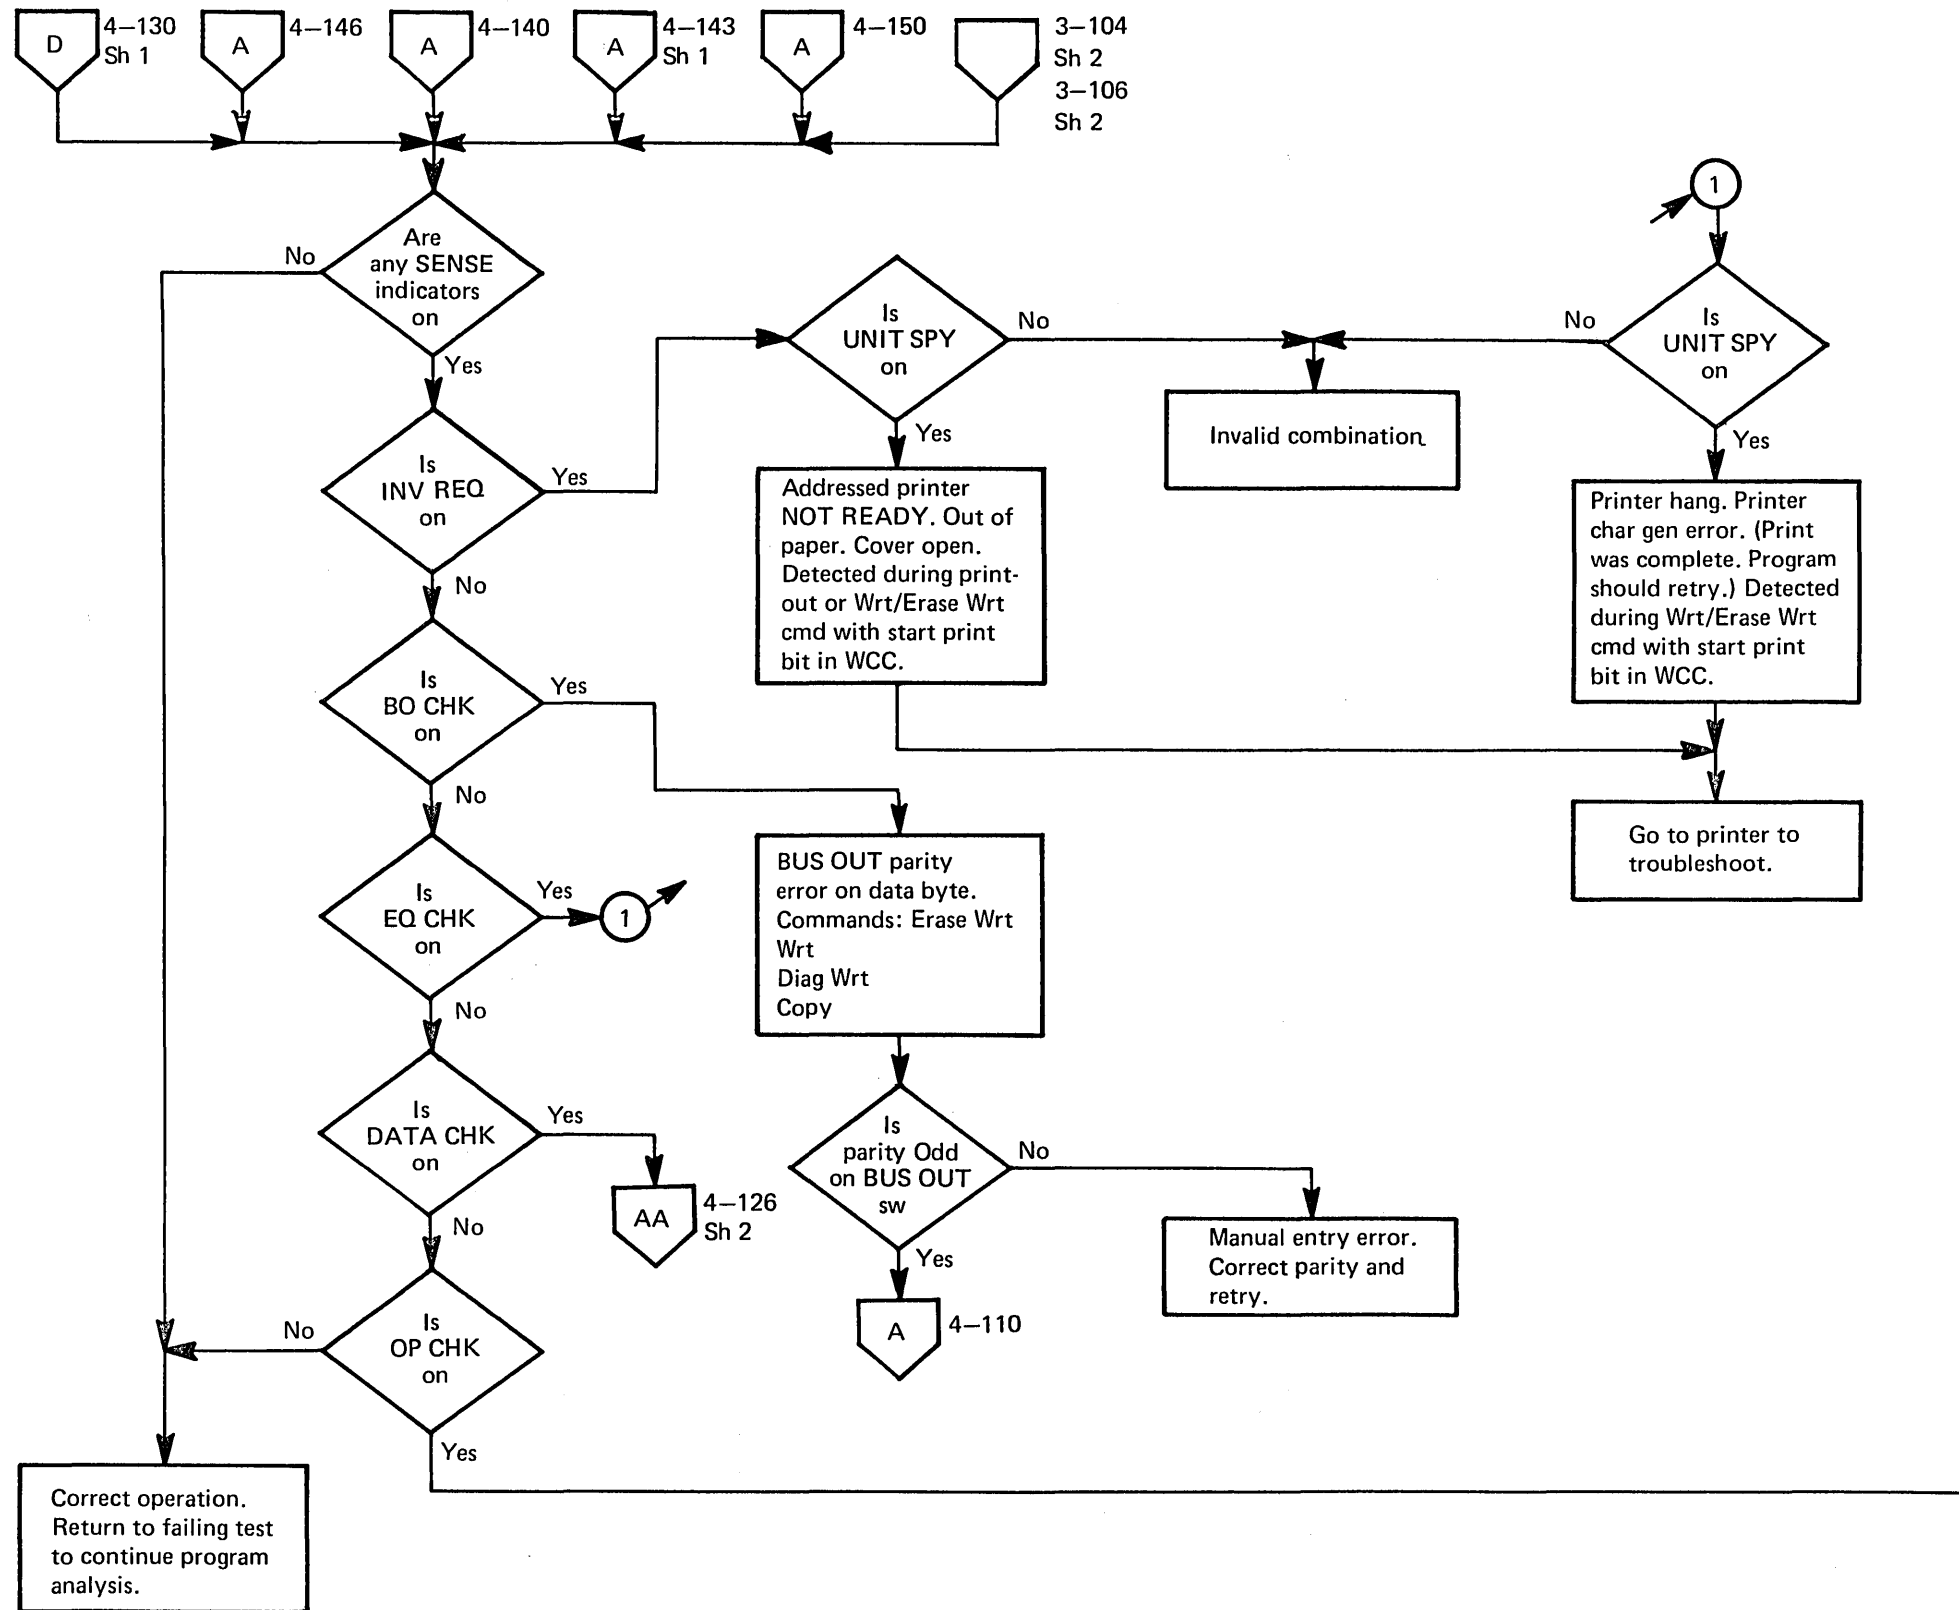 D
4–130
Sh 1
A
4–146
A
4–140
A
4–143
Sh 1
A
4–150
3–104
Sh 2
3–106
Sh 2
1
Are
any SENSE
indicators
on
No
Yes
Is
UNIT SPY
on
No
Yes
Is
UNIT SPY
on
No
Yes
Invalid combination
Is
INV REQ
on
Yes
No
Addressed printer
NOT READY. Out of
paper. Cover open.
Detected during print-
out or Wrt/Erase Wrt
cmd with start print
bit in WCC.
Printer hang. Printer
char gen error. (Print
was complete. Program
should retry.) Detected
during Wrt/Erase Wrt
cmd with start print
bit in WCC.
Is
BO CHK
on
Yes
No
Go to printer to
troubleshoot.
Is
EQ CHK
on
Yes
1
No
BUS OUT parity
error on data byte.
Commands: Erase Wrt
Wrt
Diag Wrt
Copy
Is
DATA CHK
on
Yes
No
AA
4–126
Sh 2
Is
parity Odd
on BUS OUT
sw
No
Yes
Manual entry error.
Correct parity and
retry.
A
4–110
Is
OP CHK
on
No
Yes
Correct operation.
Return to failing test
to continue program
analysis.